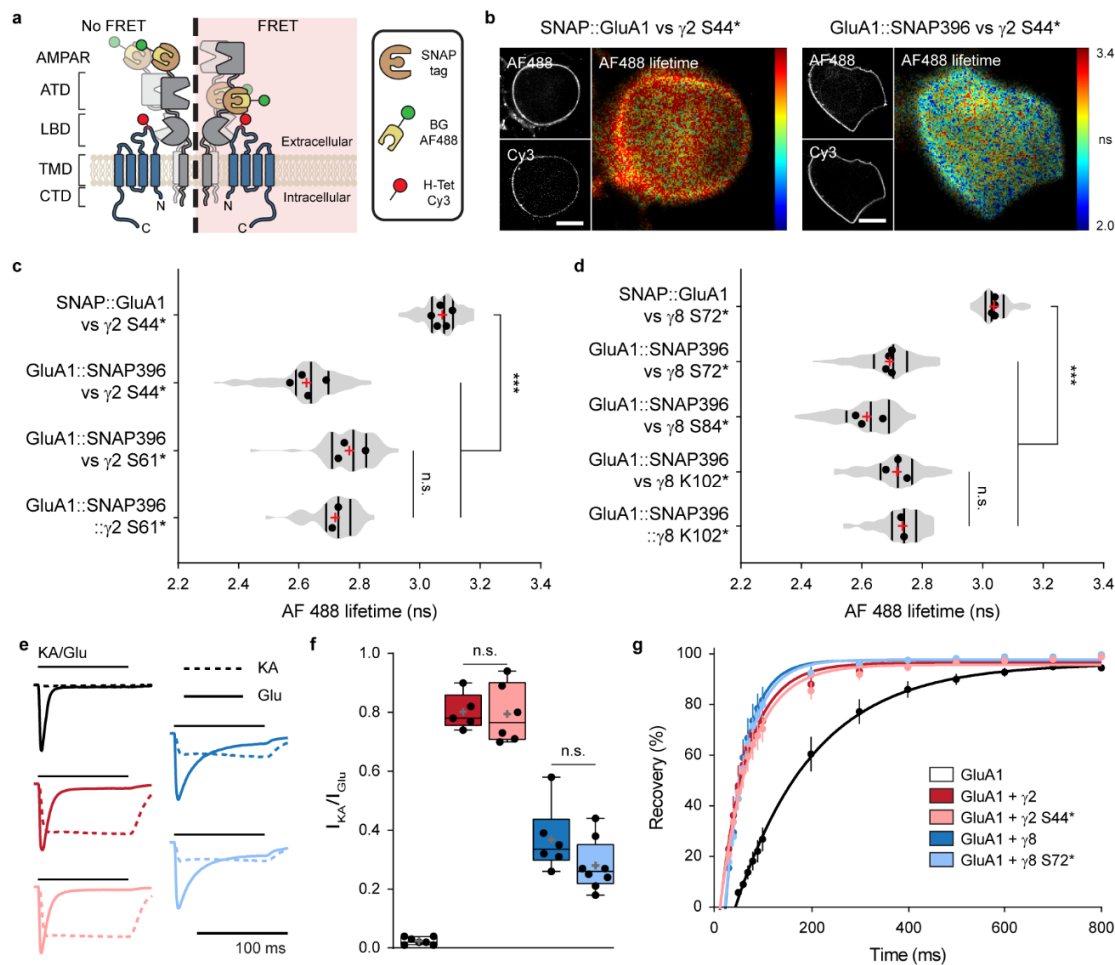 a
No FRET
FRET
AMPAR
ATD
LBD
TMD
CTD
Extracellular
Intracellular
N
N
C
C
SNAP
tag
BG
AF488
H-Tet
Cy3
b
SNAP::GluA1 vs γ2 S44*
GluA1::SNAP396 vs γ2 S44*
AF488
AF488 lifetime
Cy3
AF488
AF488 lifetime
Cy3
3.4
ns
2.0
c
SNAP::GluA1
vs γ2 S44*
GluA1::SNAP396
vs γ2 S44*
GluA1::SNAP396
vs γ2 S61*
GluA1::SNAP396
::γ2 S61*
n.s.
***
2.2 2.4 2.6 2.8 3.0 3.2 3.4
AF 488 lifetime (ns)
d
SNAP::GluA1
vs γ8 S72*
GluA1::SNAP396
vs γ8 S72*
GluA1::SNAP396
vs γ8 S84*
GluA1::SNAP396
vs γ8 K102*
GluA1::SNAP396
::γ8 K102*
n.s.
***
2.2 2.4 2.6 2.8 3.0 3.2 3.4
AF 488 lifetime (ns)
e
KA/Glu
KA
Glu
100 ms
f
1.0
0.8
0.6
0.4
0.2
0.0
I_KA/I_Glu
n.s.
n.s.
g
100
80
60
40
20
0
Recovery (%)
GluA1
GluA1 + γ2
GluA1 + γ2 S44*
GluA1 + γ8
GluA1 + γ8 S72*
0 200 400 600 800
Time (ms)